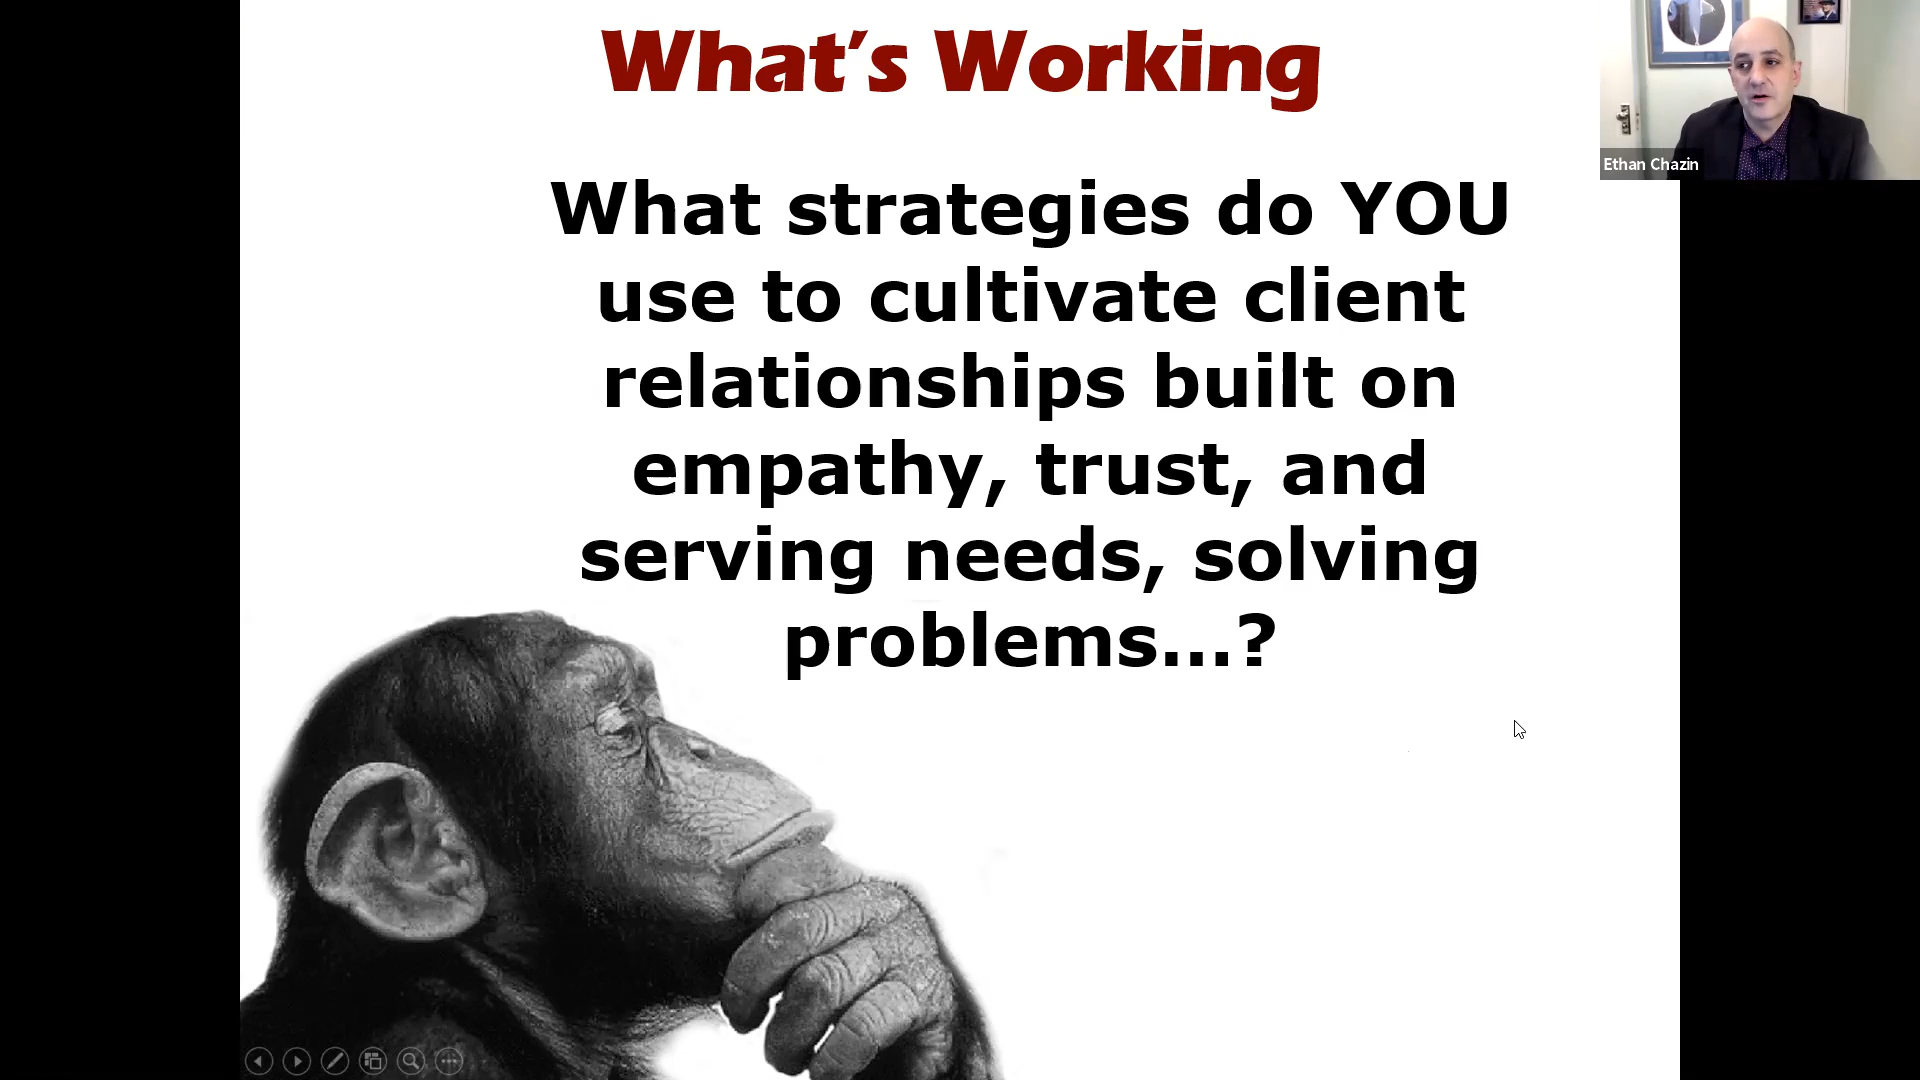 What's Working
What strategies do YOU
use to cultivate client
relationships built on
empathy, trust, and
serving needs, solving
problems...?
Ethan Chazin